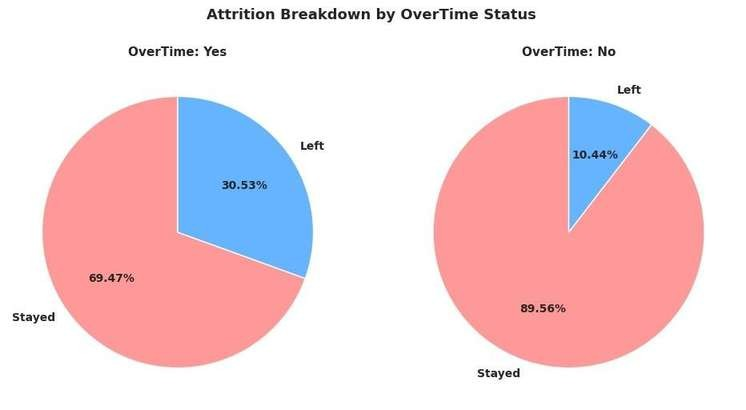 Attrition Breakdown by OverTime Status
OverTime: Yes
Left
30.53%
69.47%
Stayed
OverTime: No
Left
10.44%
89.56%
Stayed